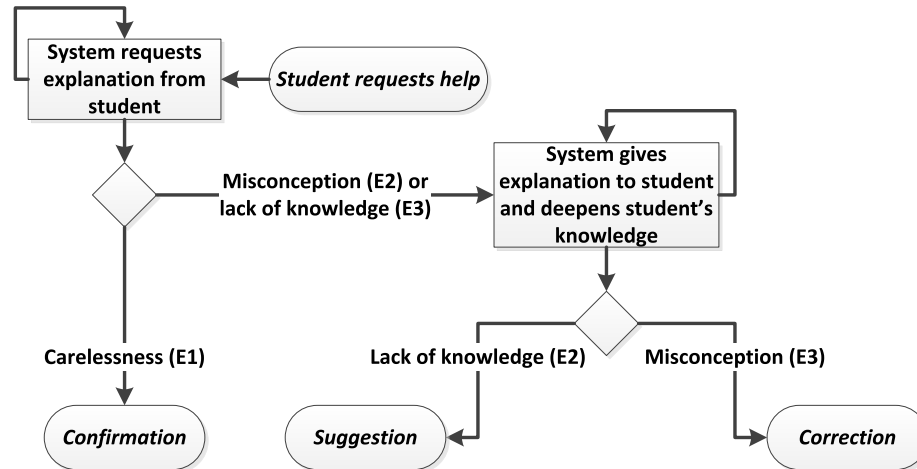 System requests
explanation from
student
Student requests help
System gives
explanation to student
and deepens student's
knowledge
Misconception (E2) or
lack of knowledge (E3)
Carelessness (E1)
Lack of knowledge (E2)
Misconception (E3)
Confirmation
Suggestion
Correction